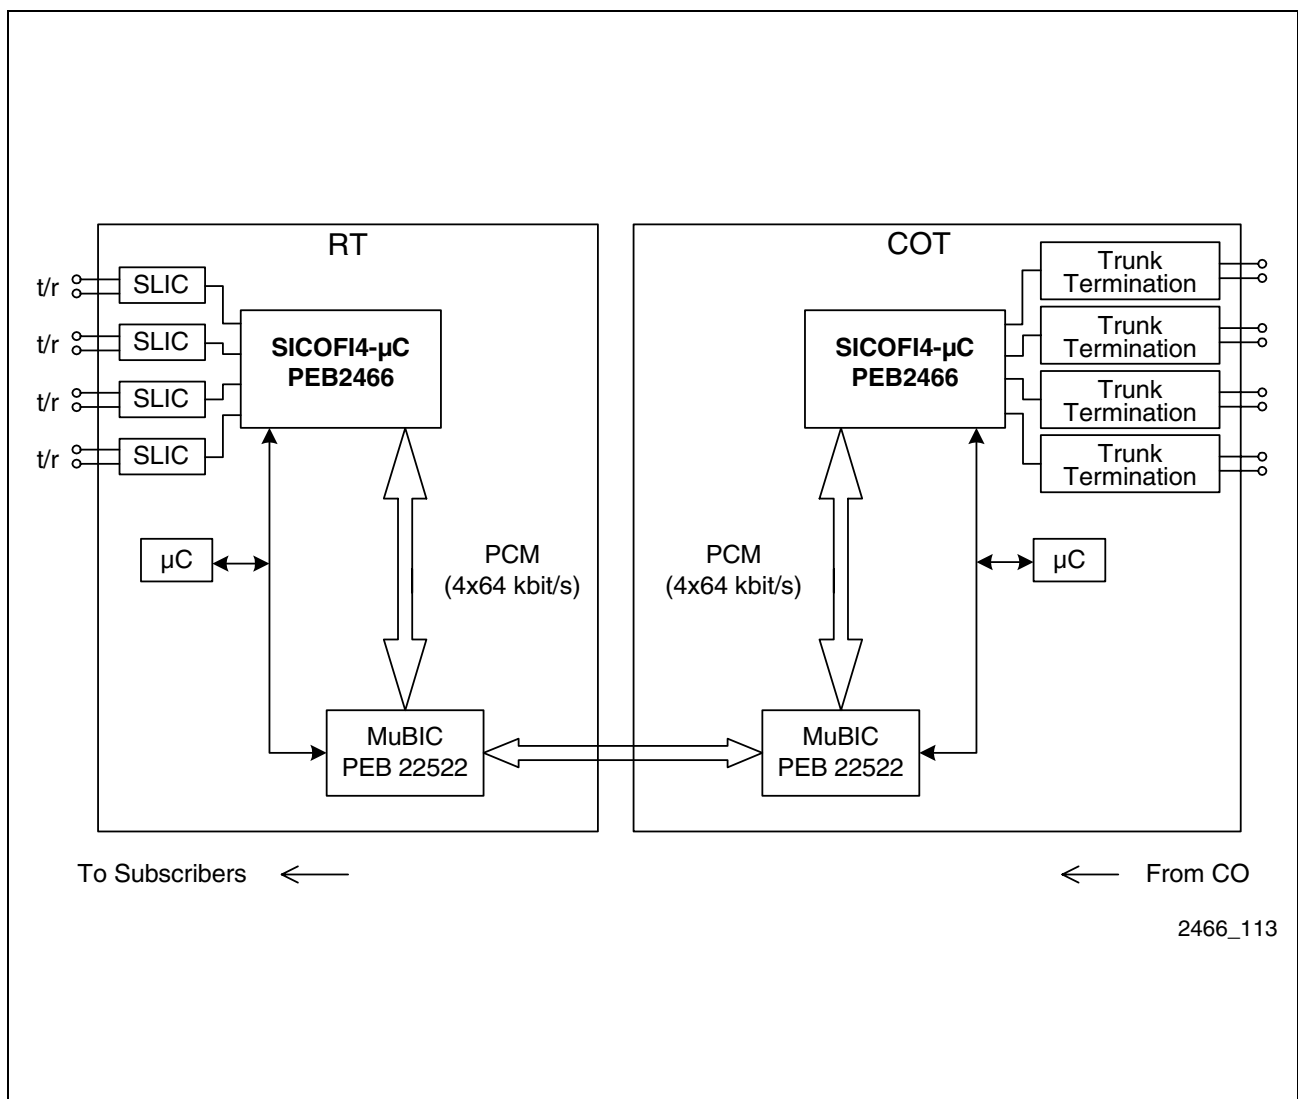 RT
COT
t/r
SLIC
t/r
SLIC
t/r
SLIC
t/r
SLIC
SICOFI4-µC
PEB2466
SICOFI4-µC
PEB2466
Trunk
Termination
Trunk
Termination
Trunk
Termination
Trunk
Termination
µC
PCM
(4x64 kbit/s)
PCM
(4x64 kbit/s)
µC
MuBIC
PEB 22522
MuBIC
PEB 22522
To Subscribers
From CO
2466_113